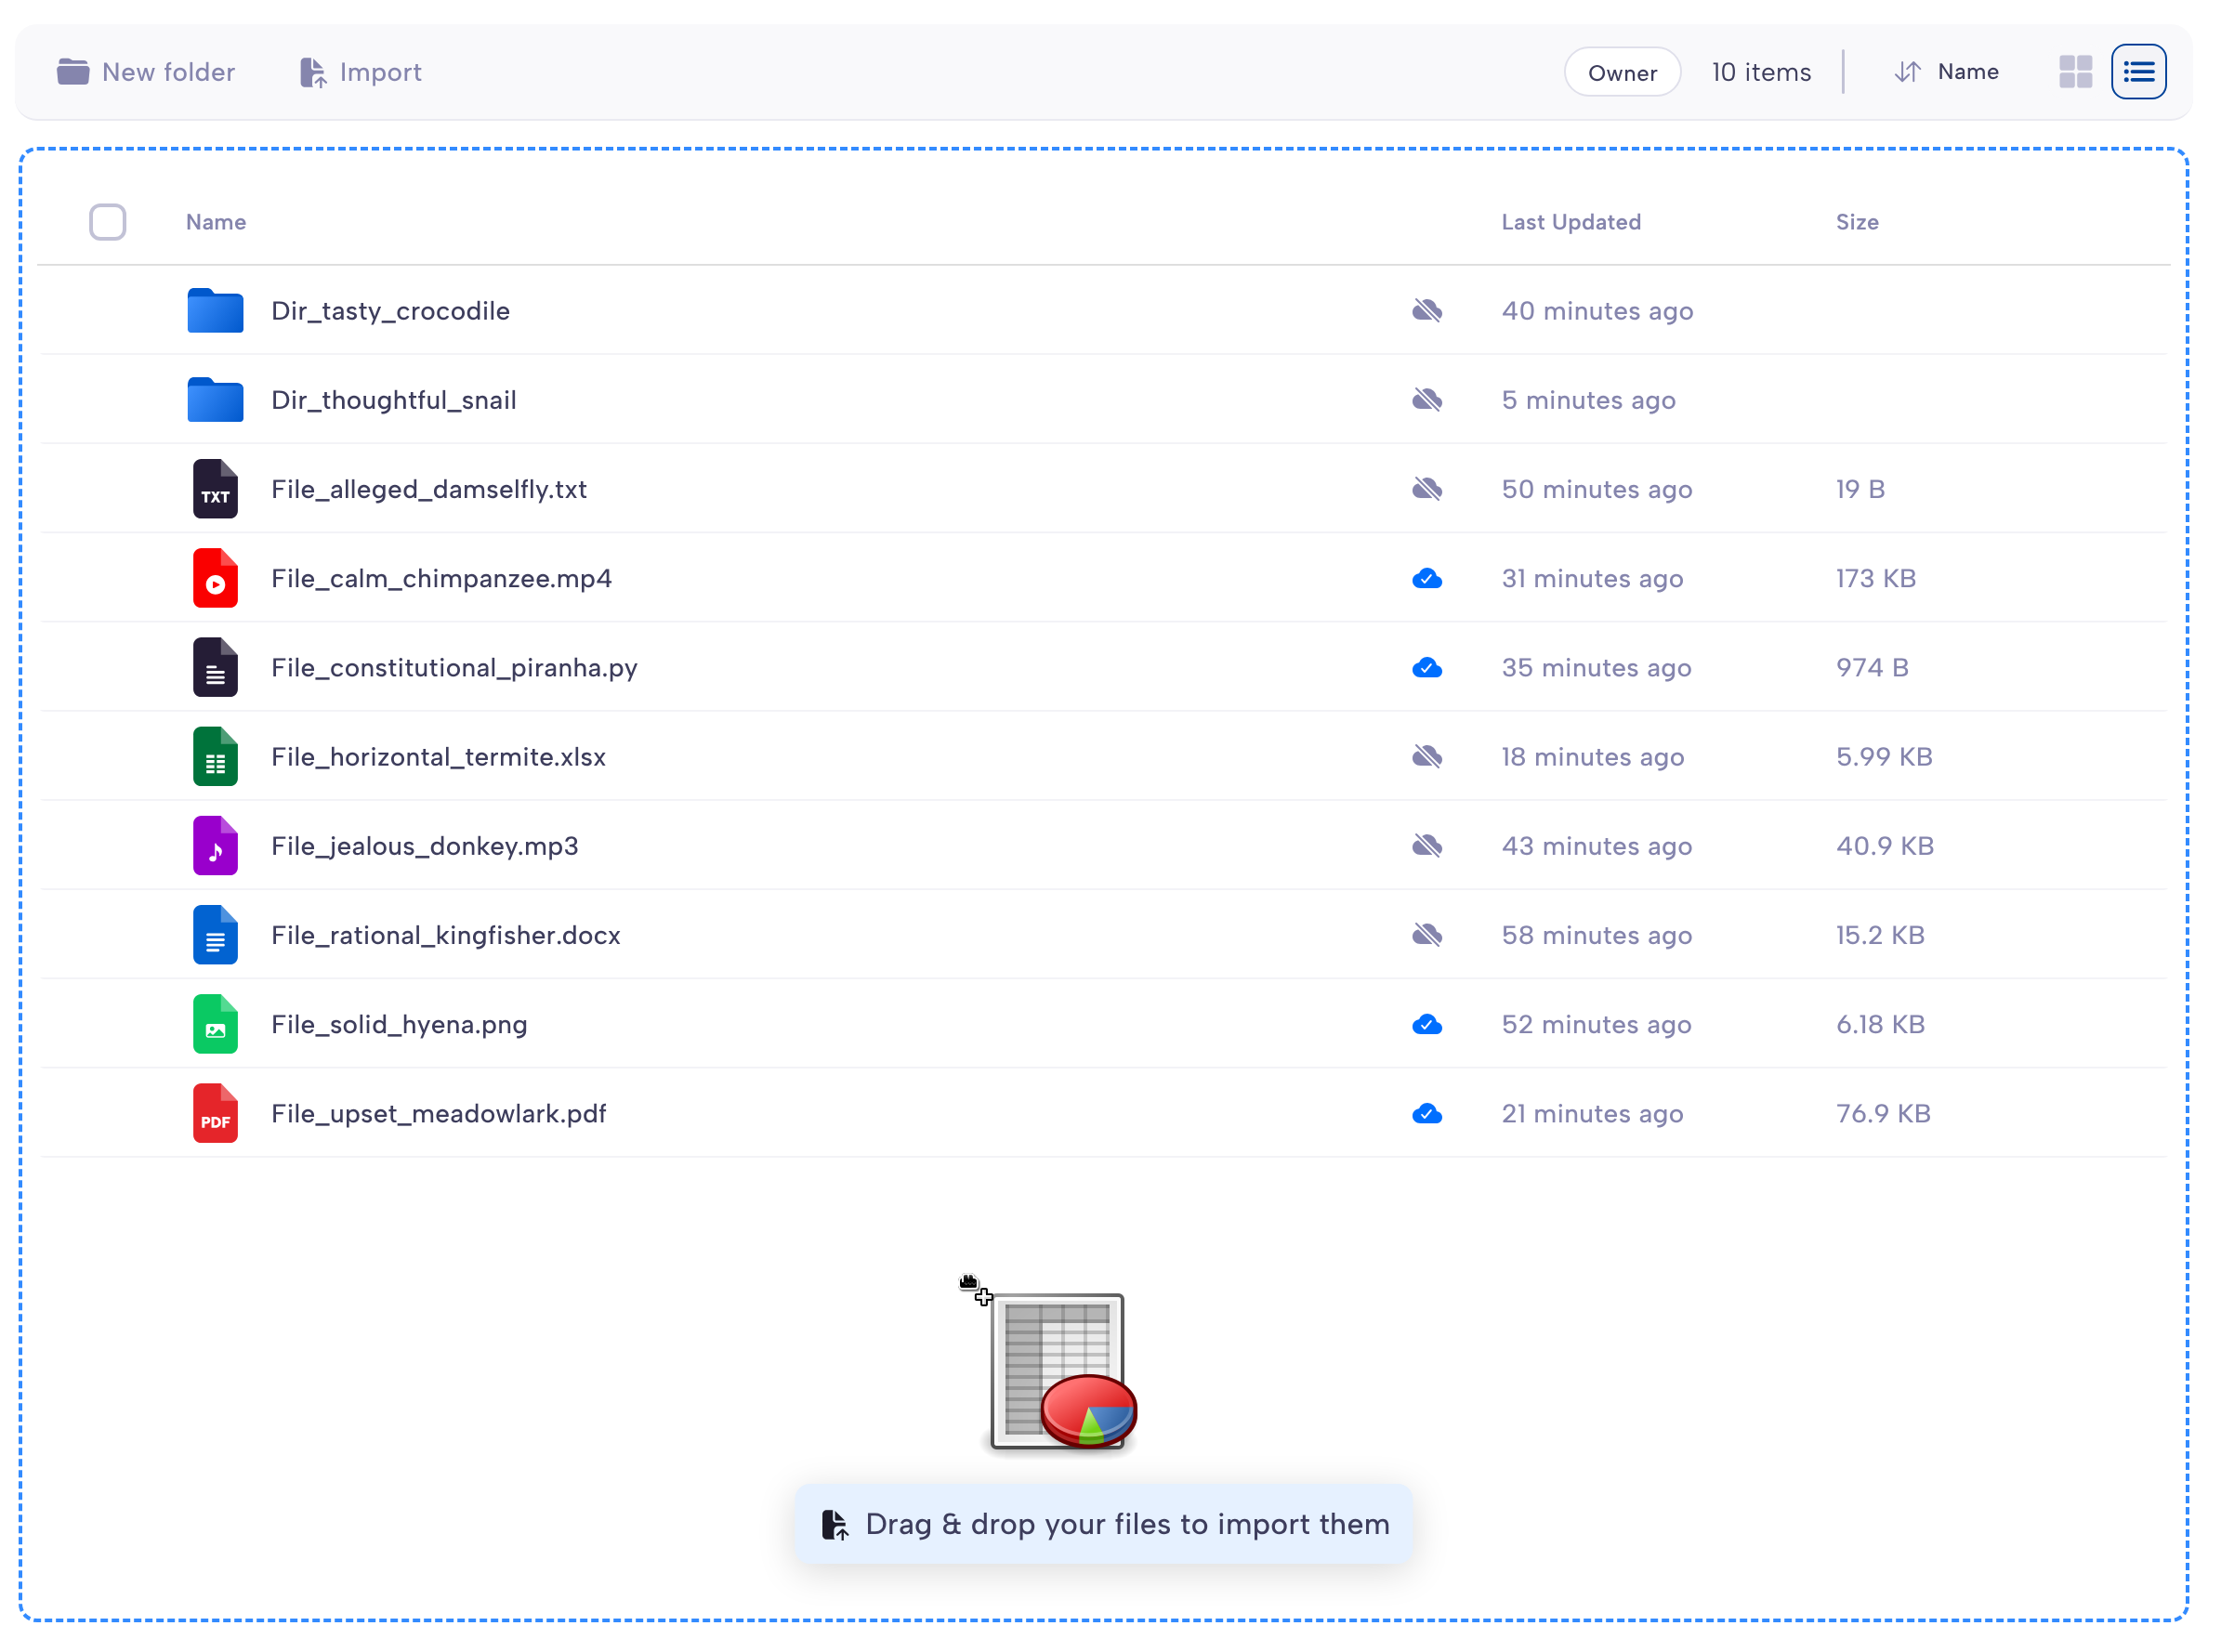 New folder Import Owner 10 items Name
Name Last Updated Size
Dir_tasty_crocodile 40 minutes ago
Dir_thoughtful_snail 5 minutes ago
TXT File_alleged_damselfly.txt 50 minutes ago 19 B
File_calm_chimpanzee.mp4 31 minutes ago 173 KB
File_constitutional_piranha.py 35 minutes ago 974 B
File_horizontal_termite.xlsx 18 minutes ago 5.99 KB
File_jealous_donkey.mp3 43 minutes ago 40.9 KB
File_rational_kingfisher.docx 58 minutes ago 15.2 KB
File_solid_hyena.png 52 minutes ago 6.18 KB
PDF File_upset_meadowlark.pdf 21 minutes ago 76.9 KB
Drag & drop your files to import them